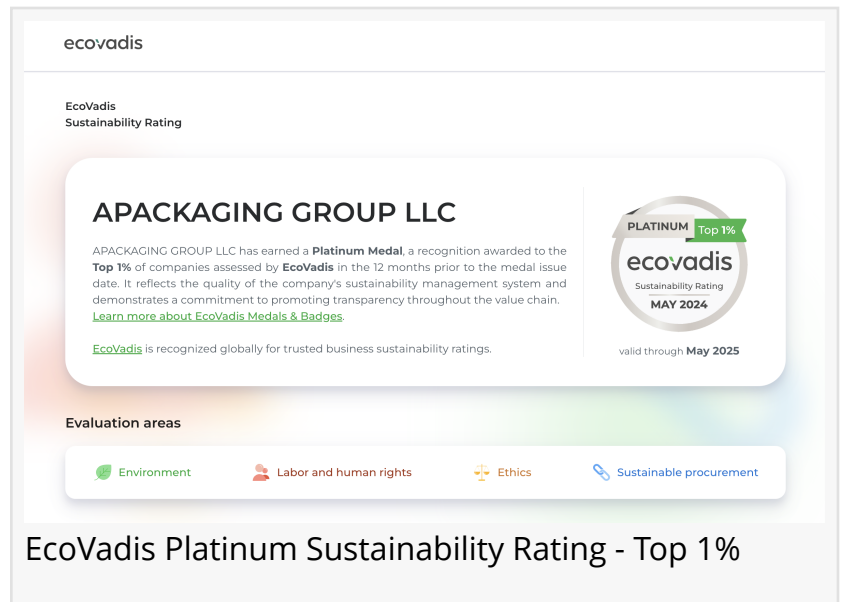 ecovadis
EcoVadis
Sustainability Rating
APACKAGING GROUP LLC
APACKAGING GROUP LLC has earned a Platinum Medal, a recognition awarded to the
Top 1% of companies assessed by EcoVadis in the 12 months prior to the medal issue
date. It reflects the quality of the company's sustainability management system and
demonstrates a commitment to promoting transparency throughout the value chain.
Learn more about EcoVadis Medals & Badges.
EcoVadis is recognized globally for trusted business sustainability ratings.
PLATINUM
Top 1%
ecovadis
Sustainability Rating
MAY 2024
valid through May 2025
Evaluation areas
Environment
Labor and human rights
Ethics
Sustainable procurement
EcoVadis Platinum Sustainability Rating - Top 1%